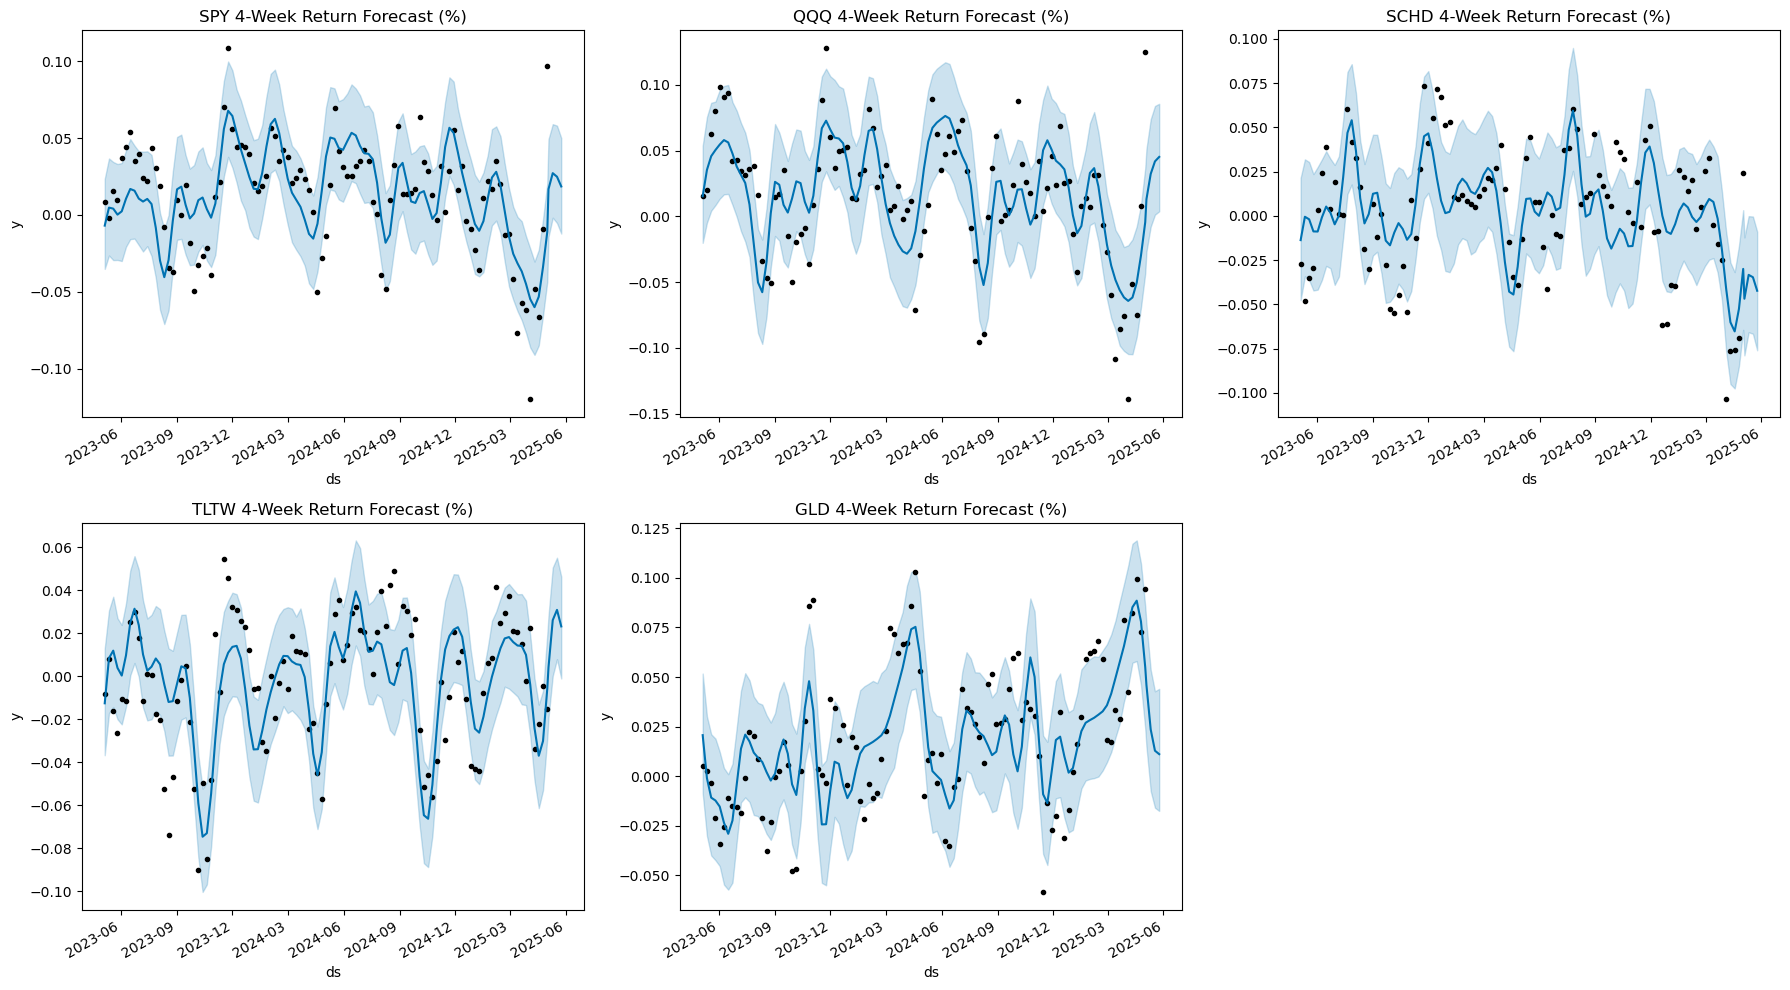 SPY 4-Week Return Forecast (%)
y
0.10
0.05
0.00
−0.05
−0.10
2023-06 2023-09 2023-12 2024-03 2024-06 2024-09 2024-12 2025-03 2025-06
ds
QQQ 4-Week Return Forecast (%)
y
0.10
0.05
0.00
−0.05
−0.10
−0.15
2023-06 2023-09 2023-12 2024-03 2024-06 2024-09 2024-12 2025-03 2025-06
ds
SCHD 4-Week Return Forecast (%)
y
0.100
0.075
0.050
0.025
0.000
−0.025
−0.050
−0.075
−0.100
2023-06 2023-09 2023-12 2024-03 2024-06 2024-09 2024-12 2025-03 2025-06
ds
TLTW 4-Week Return Forecast (%)
y
0.06
0.04
0.02
0.00
−0.02
−0.04
−0.06
−0.08
−0.10
2023-06 2023-09 2023-12 2024-03 2024-06 2024-09 2024-12 2025-03 2025-06
ds
GLD 4-Week Return Forecast (%)
y
0.125
0.100
0.075
0.050
0.025
0.000
−0.025
−0.050
2023-06 2023-09 2023-12 2024-03 2024-06 2024-09 2024-12 2025-03 2025-06
ds